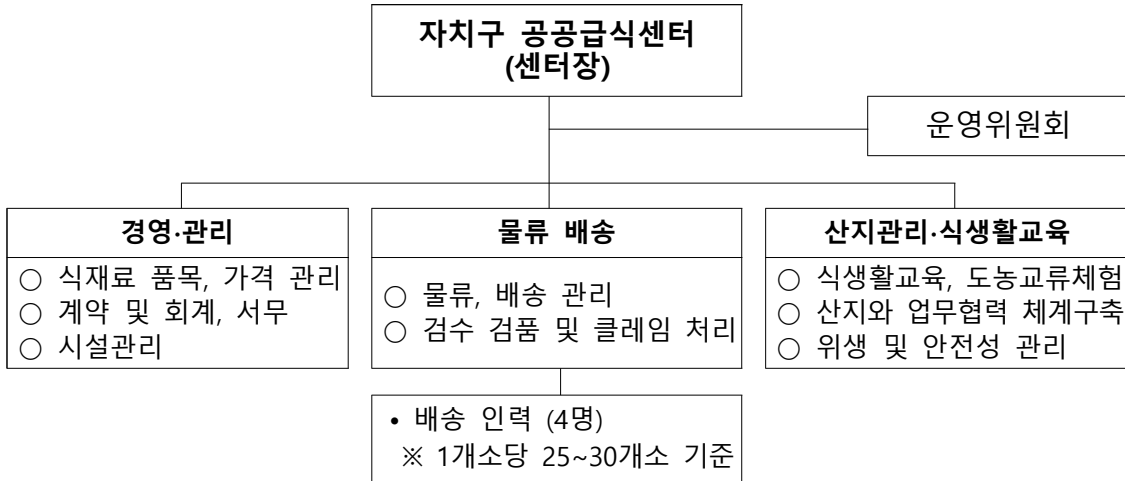 자치구 공공급식센터
(센터장)
운영위원회
경영·관리
○ 식재료 품목, 가격 관리
○ 계약 및 회계, 서무
○ 시설관리
물류 배송
○ 물류, 배송 관리
○ 검수 검품 및 클레임 처리
산지관리·식생활교육
○ 식생활교육, 도농교류체험
○ 산지와 업무협력 체계구축
○ 위생 및 안전성 관리
• 배송 인력 (4명)
※ 1개소당 25~30개소 기준